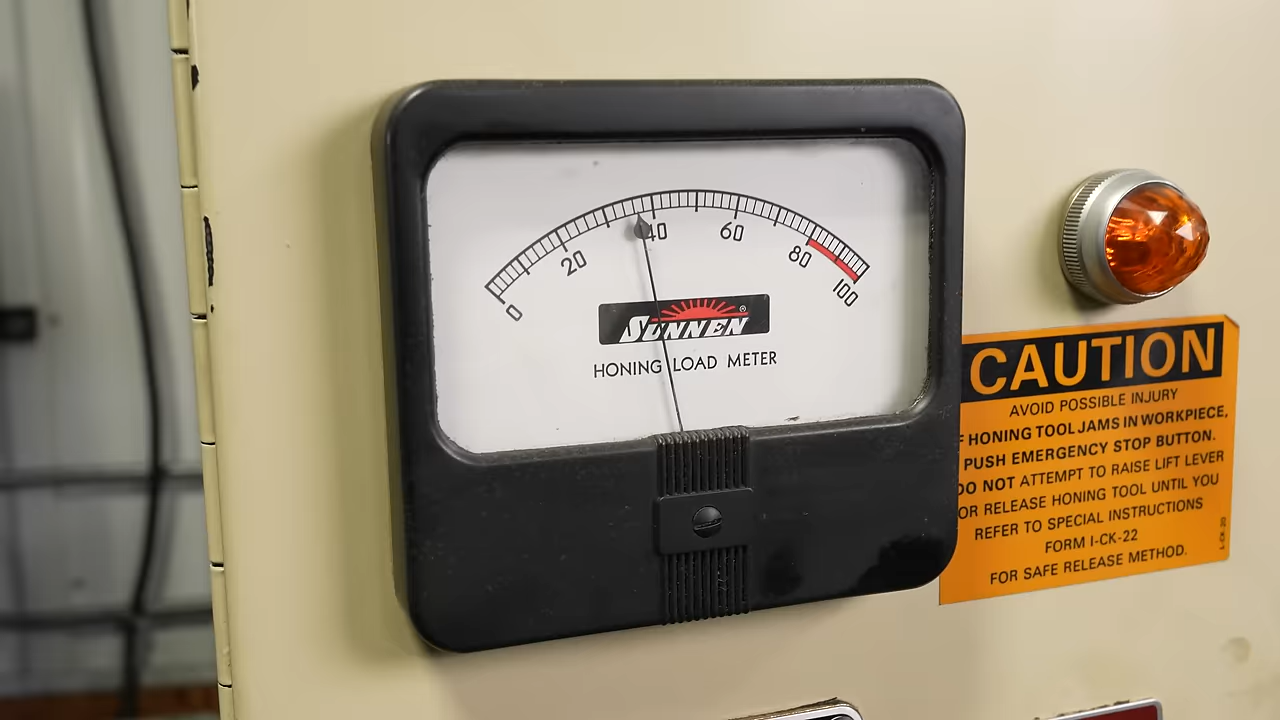 0 20 40 60 80 100
SUNNEN®
HONING LOAD METER
CAUTION
AVOID POSSIBLE INJURY
HONING TOOL JAMS IN WORKPIECE,
PUSH EMERGENCY STOP BUTTON.
DO NOT ATTEMPT TO RAISE LIFT LEVER
OR RELEASE HONING TOOL UNTIL YOU
REFER TO SPECIAL INSTRUCTIONS
FORM I-CK-22
FOR SAFE RELEASE METHOD.